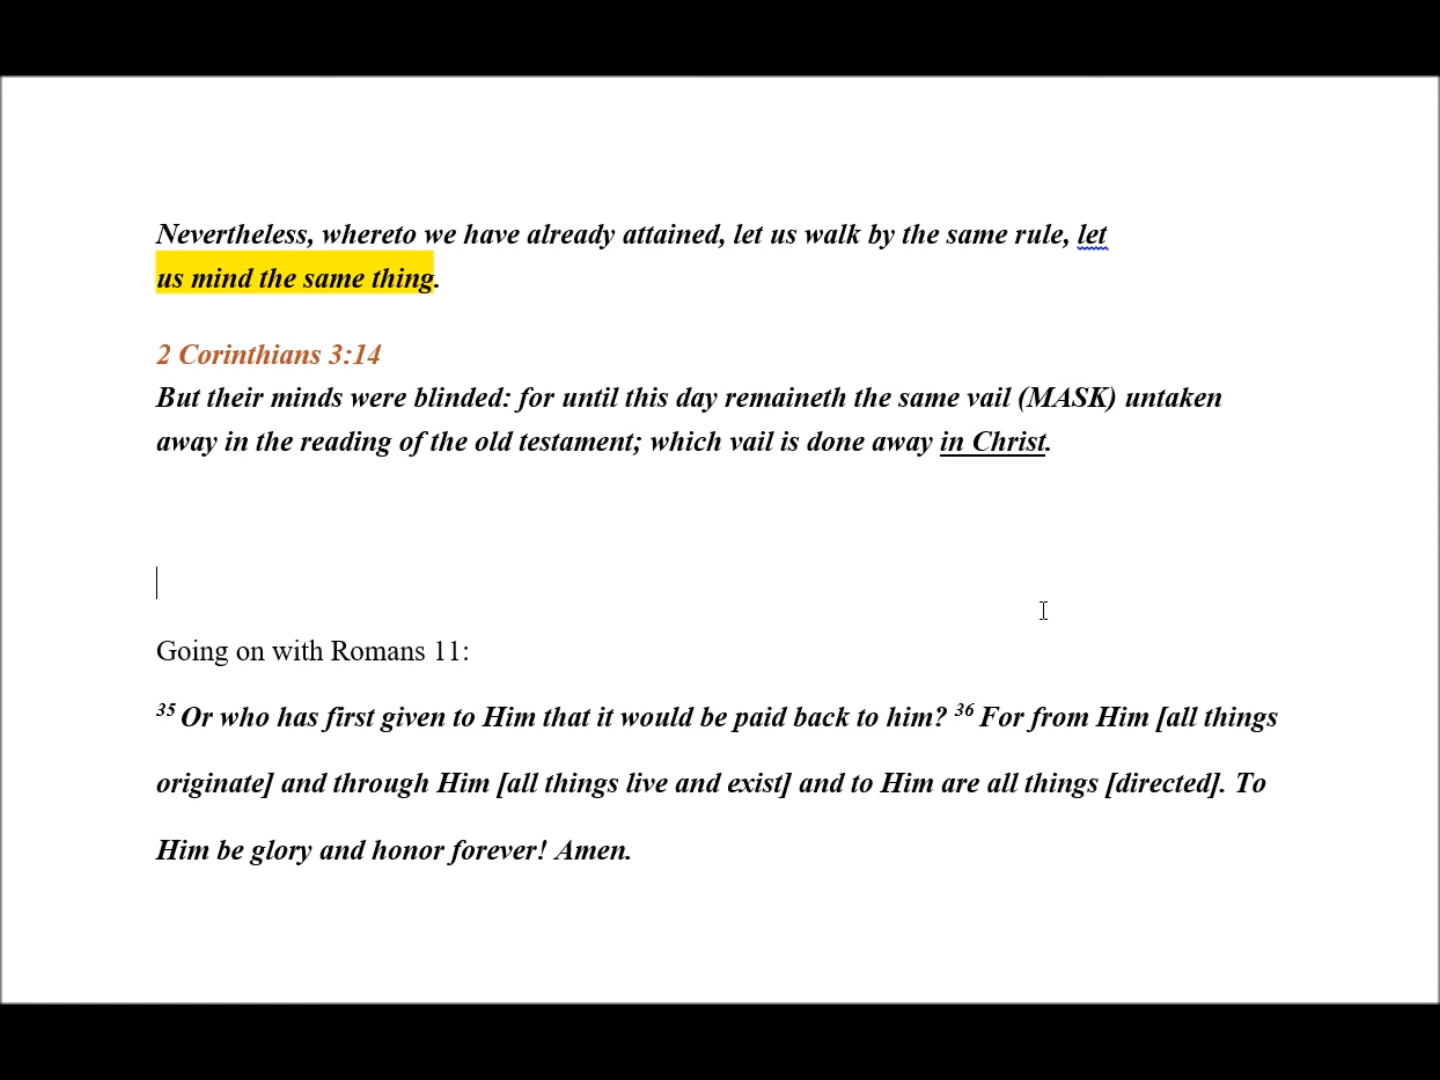 Nevertheless, whereto we have already attained, let us walk by the same rule, let
us mind the same thing.
2 Corinthians 3:14
But their minds were blinded: for until this day remaineth the same vail (MASK) untaken
away in the reading of the old testament; which vail is done away in Christ.
Going on with Romans 11:
35 Or who has first given to Him that it would be paid back to him? 36 For from Him [all things
originate] and through Him [all things live and exist] and to Him are all things [directed]. To
Him be glory and honor forever! Amen.